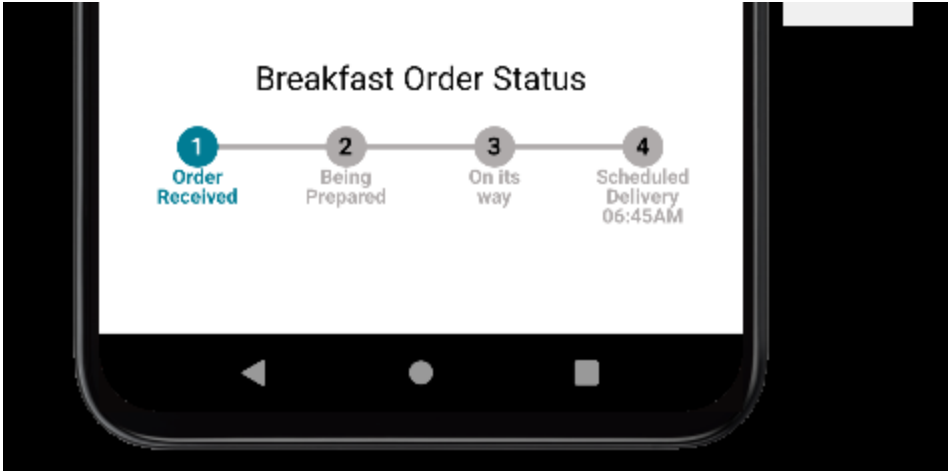 Breakfast Order Status
1
2
3
4
Order
Received
Being
Prepared
On its
way
Scheduled
Delivery
06:45AM